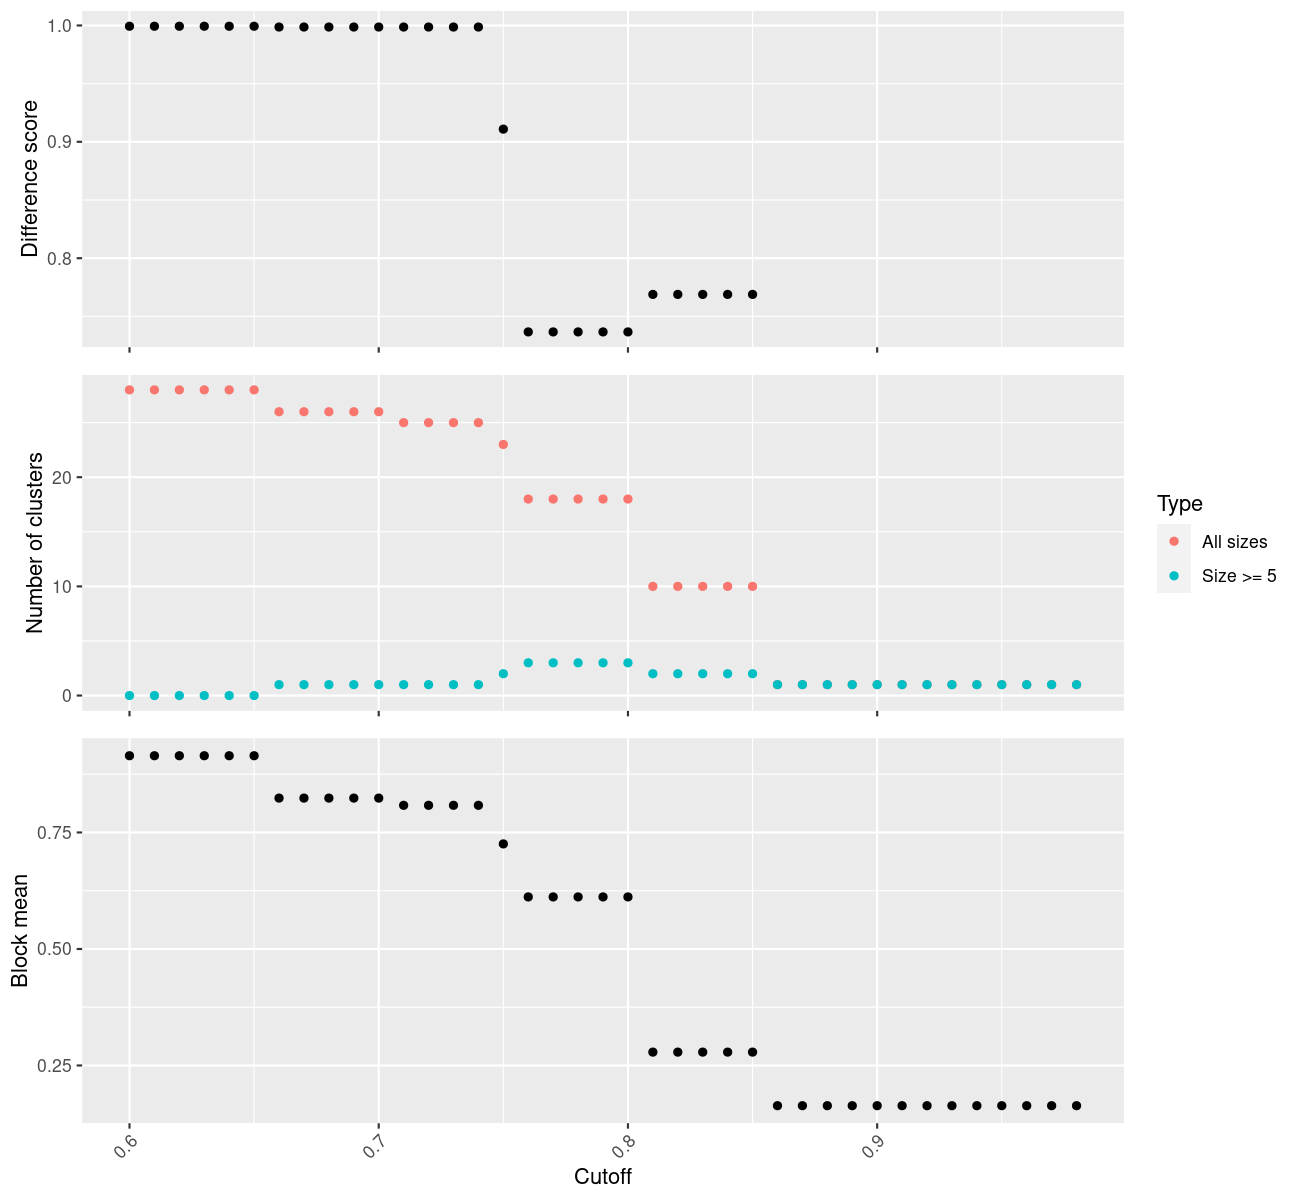 1.0
0.9
0.8
Difference score
20
10
0
Number of clusters
Type
All sizes
Size >= 5
0.75
0.50
0.25
Block mean
0.6
0.7
0.8
0.9
Cutoff